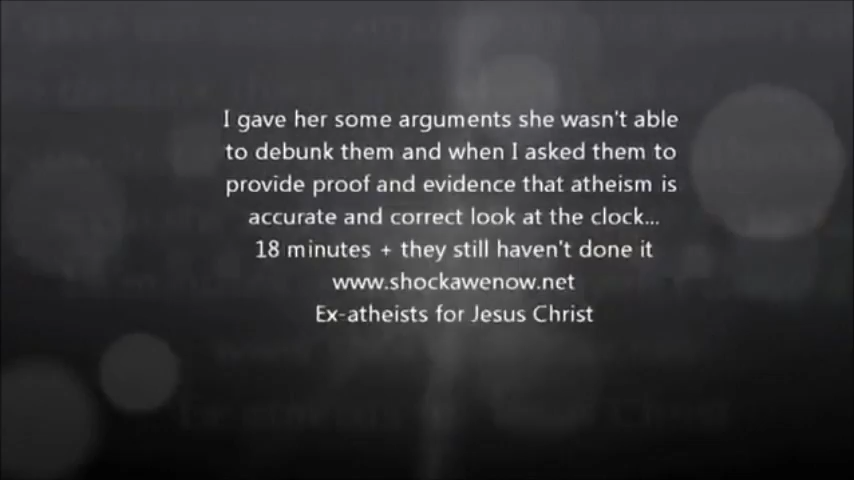 I gave her some arguments she wasn't able
to debunk them and when I asked them to
provide proof and evidence that atheism is
accurate and correct look at the clock...
18 minutes + they still haven't done it
www.shockawenow.net
Ex-atheists for Jesus Christ